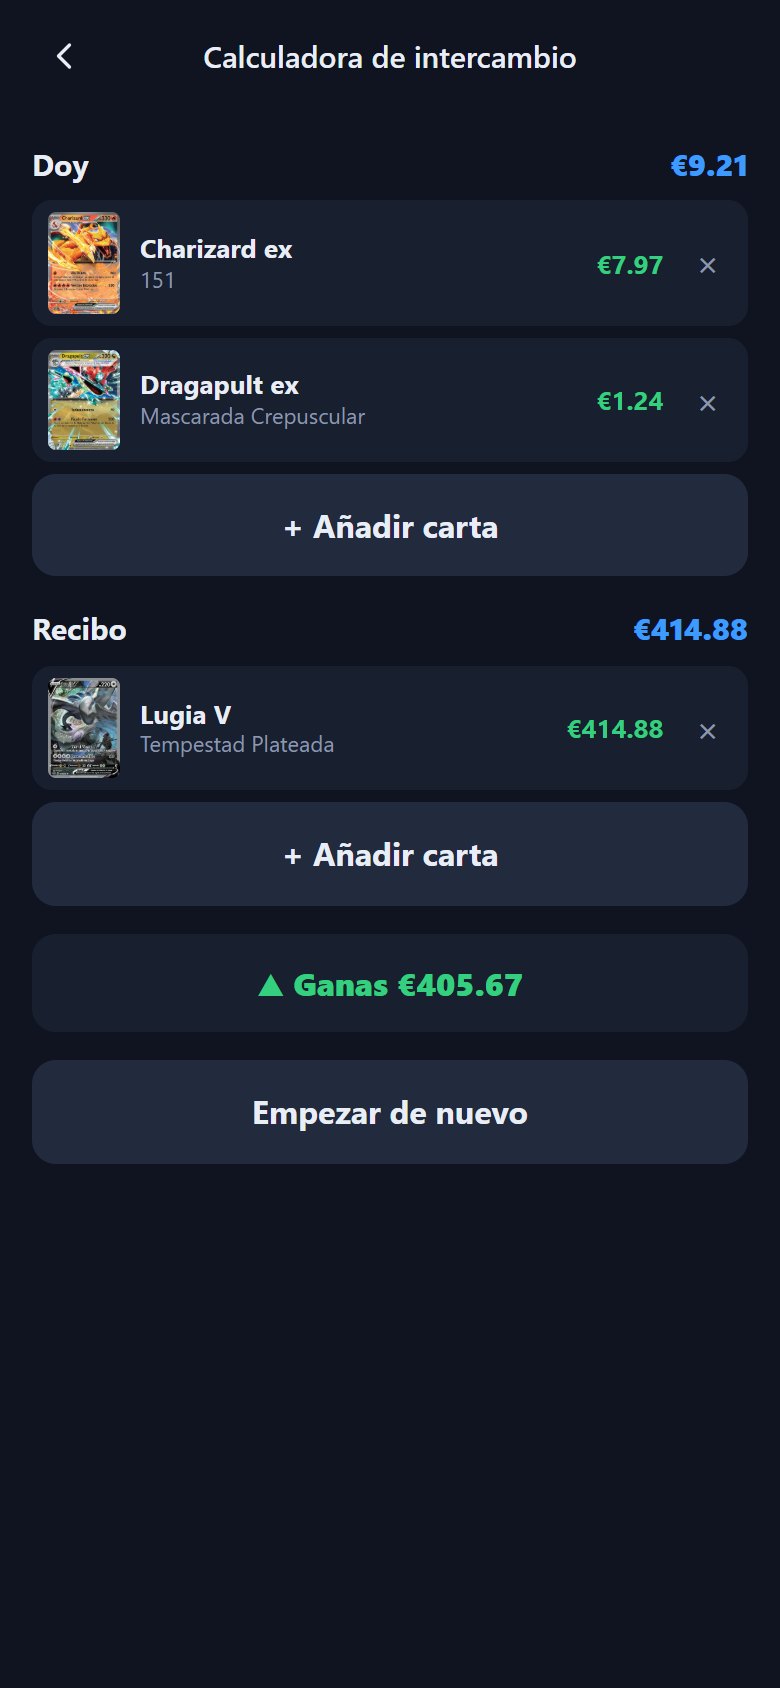 Calculadora de intercambio
Doy €9.21
Charizard ex
151
€7.97 ×
Dragapult ex
Mascarada Crepuscular
€1.24 ×
+ Añadir carta
Recibo €414.88
Lugia V
Tempestad Plateada
€414.88 ×
+ Añadir carta
▲ Ganas €405.67
Empezar de nuevo